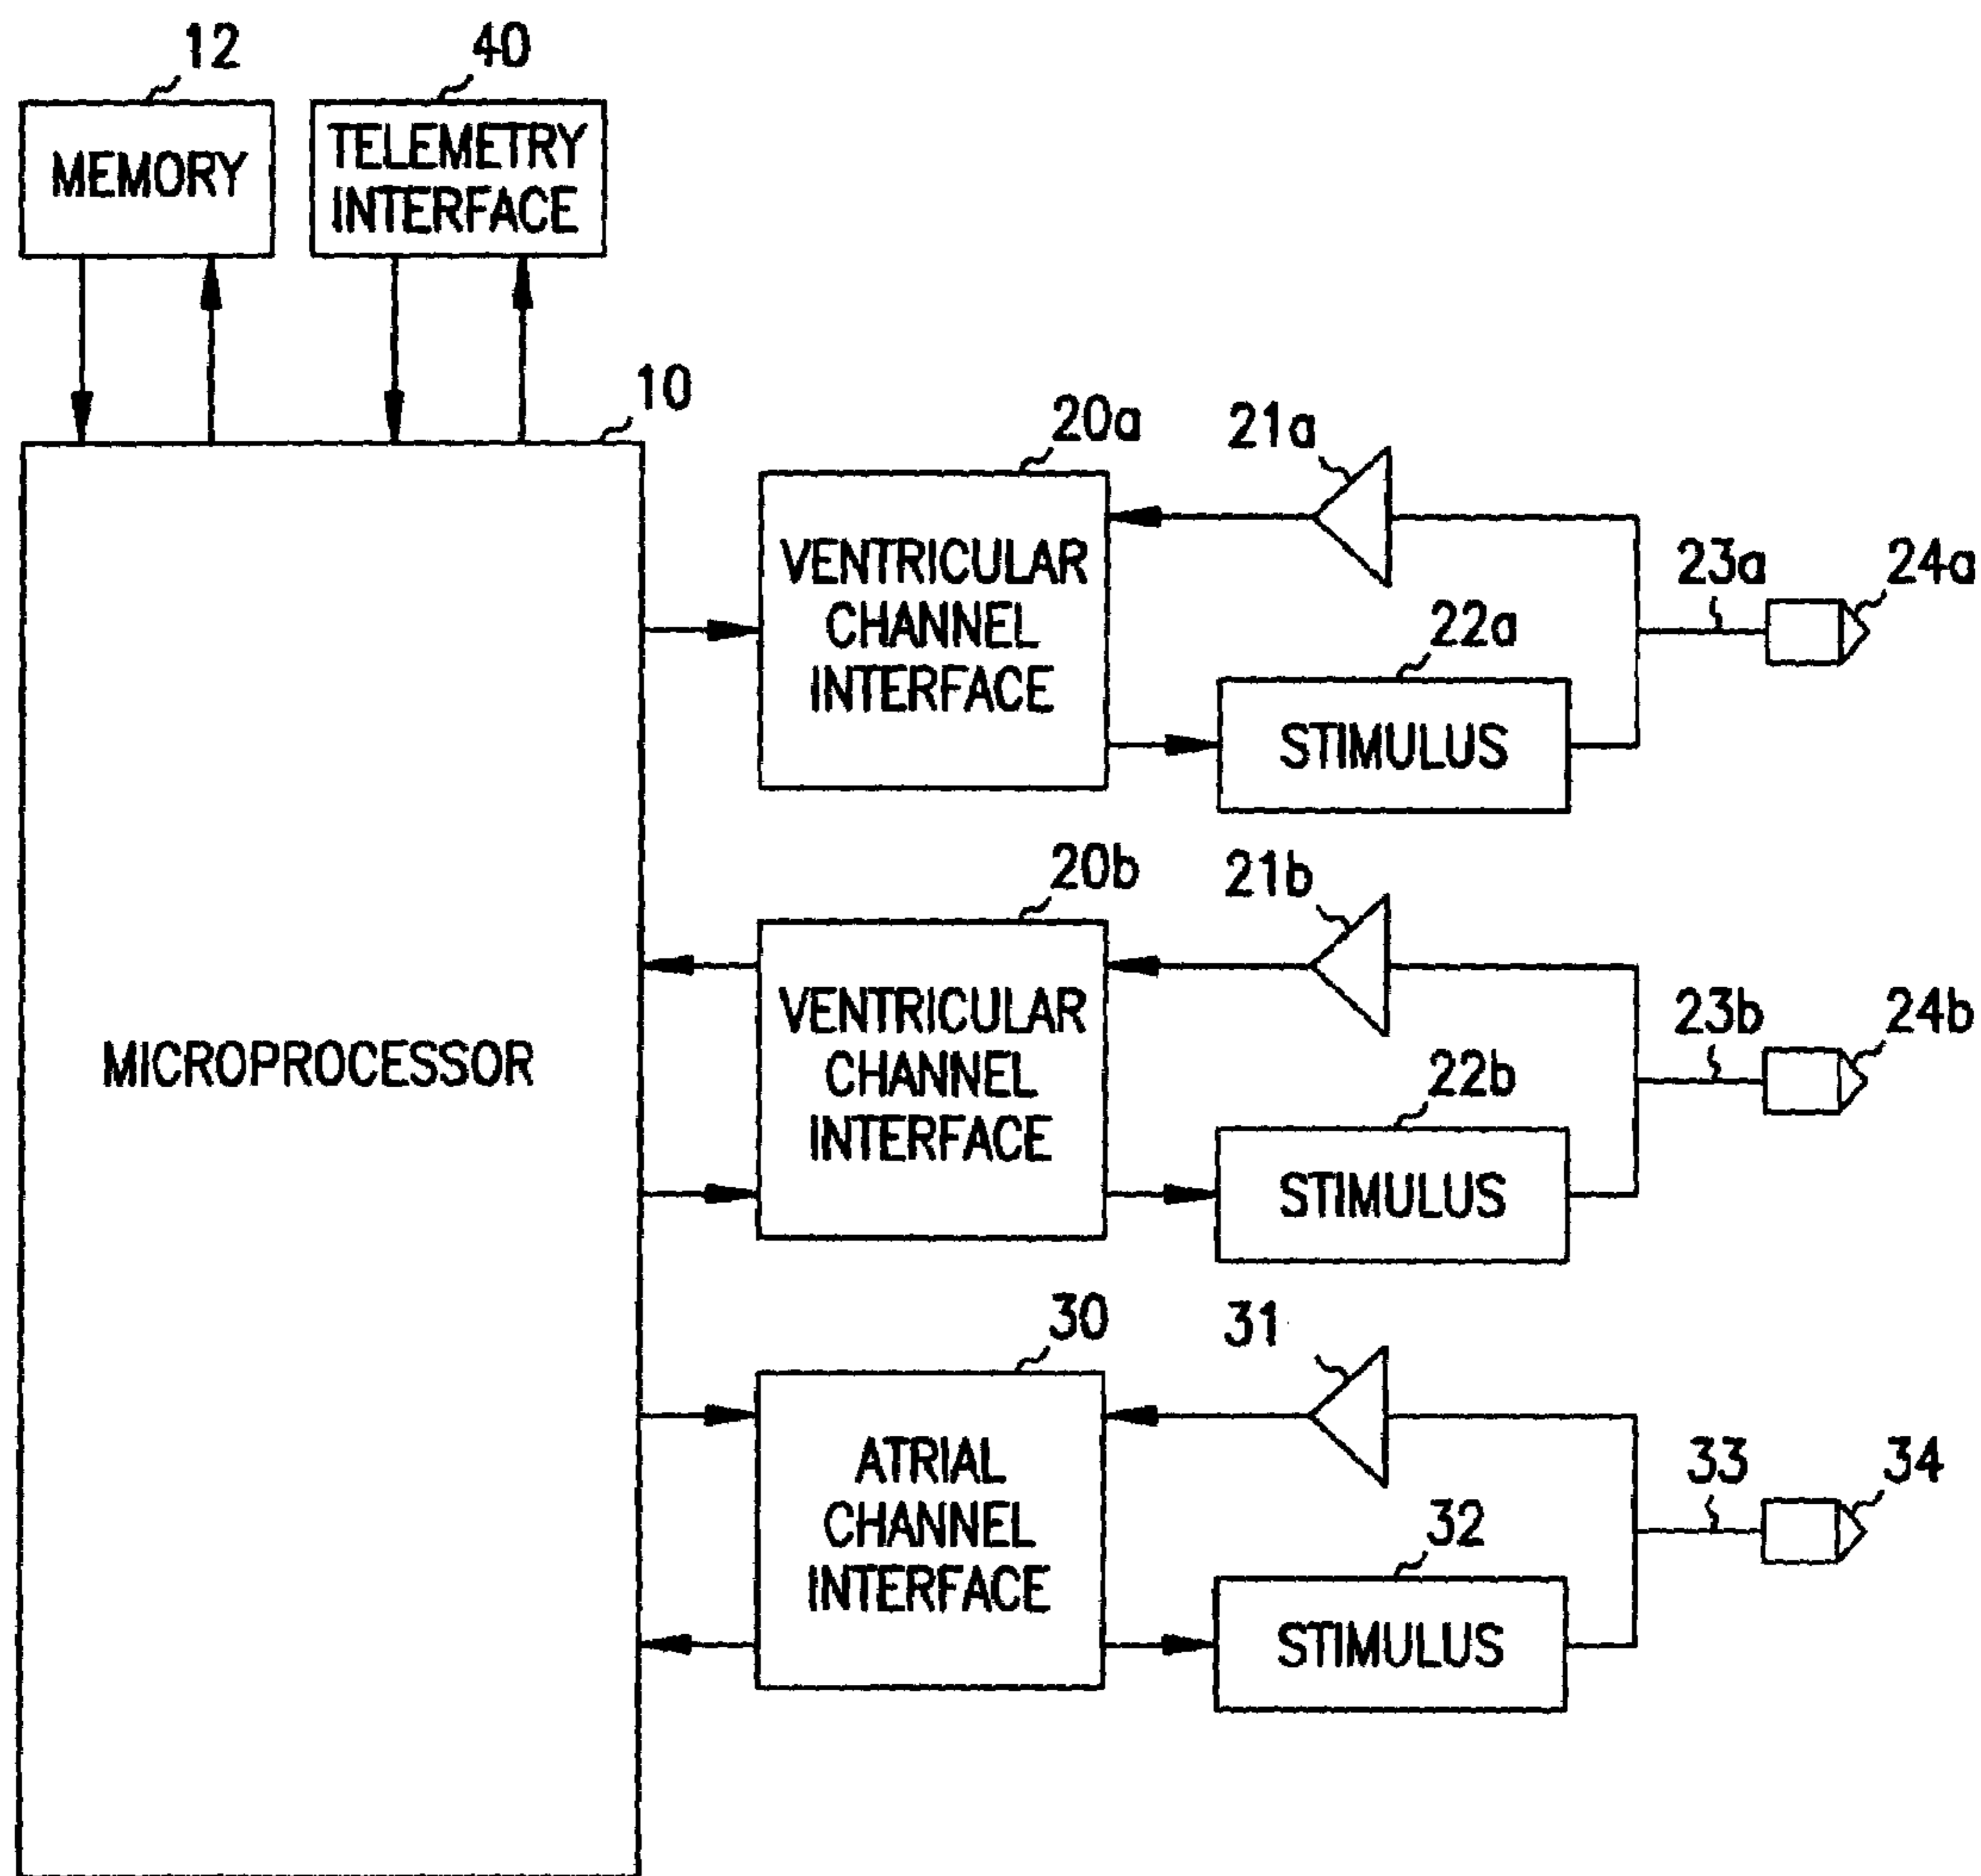 12
40
MEMORY
TELEMETRY
INTERFACE
10
MICROPROCESSOR
20a
21a
VENTRICULAR
CHANNEL
INTERFACE
22a
STIMULUS
23a
24a
20b
21b
VENTRICULAR
CHANNEL
INTERFACE
22b
STIMULUS
23b
24b
30
31
ATRIAL
CHANNEL
INTERFACE
32
STIMULUS
33
34